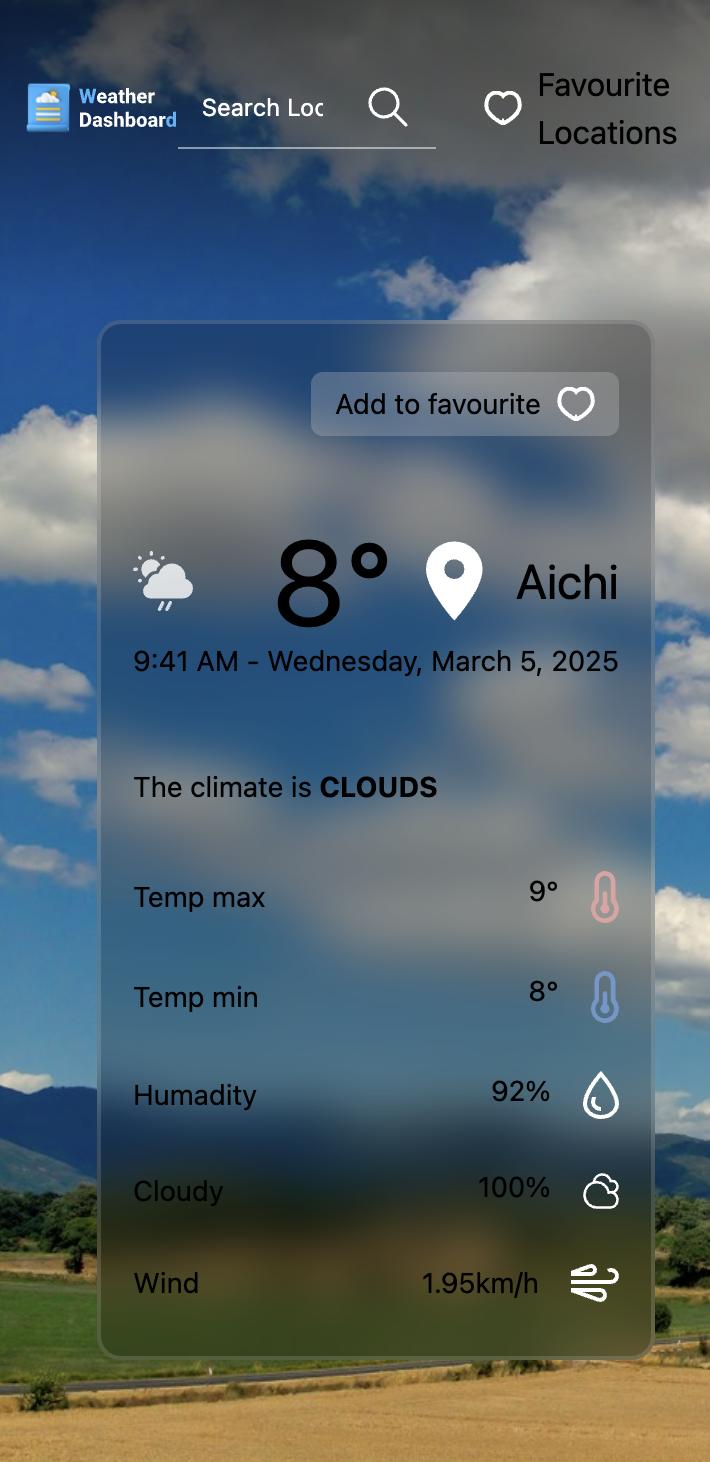 Weather
Dashboard
Search Loc
Favourite
Locations
Add to favourite
8° Aichi
9:41 AM - Wednesday, March 5, 2025
The climate is CLOUDS
Temp max 9°
Temp min 8°
Humadity 92%
Cloudy 100%
Wind 1.95km/h